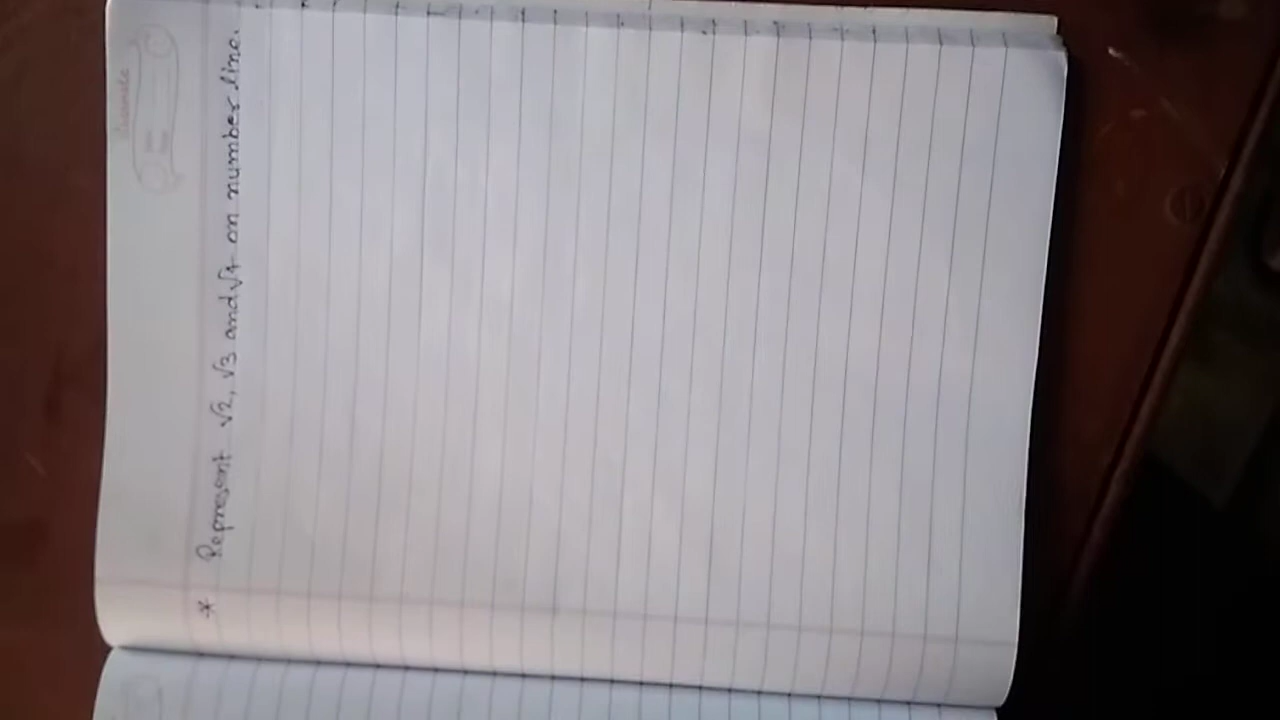 * Represent √2, √3 and √4 on number line.